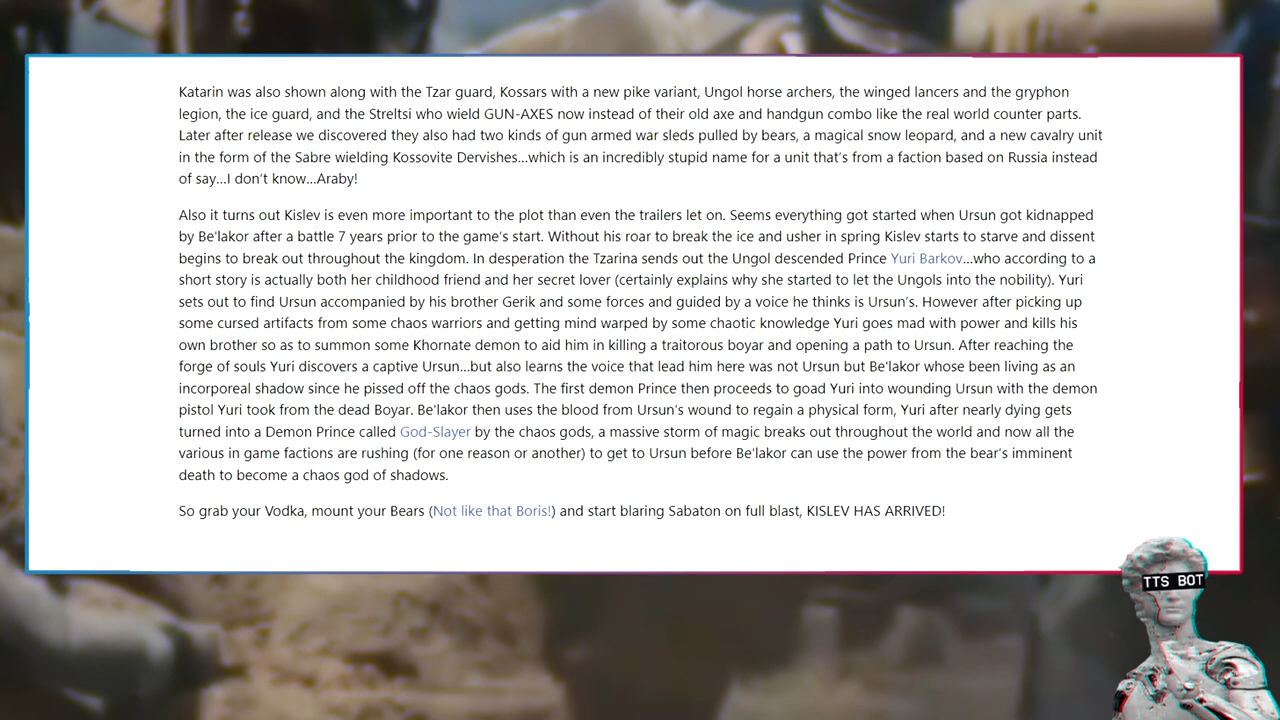 Katarin was also shown along with the Tzar guard, Kossars with a new pike variant, Ungol horse archers, the winged lancers and the gryphon
legion, the ice guard, and the Streltsi who wield GUN-AXES now instead of their old axe and handgun combo like the real world counter parts.
Later after release we discovered they also had two kinds of gun armed war sleds pulled by bears, a magical snow leopard, and a new cavalry unit
in the form of the Sabre wielding Kossovite Dervishes...which is an incredibly stupid name for a unit that's from a faction based on Russia instead
of say...I don't know...Araby!
Also it turns out Kislev is even more important to the plot than even the trailers let on. Seems everything got started when Ursun got kidnapped
by Be'lakor after a battle 7 years prior to the game's start. Without his roar to break the ice and usher in spring Kislev starts to starve and dissent
begins to break out throughout the kingdom. In desperation the Tzarina sends out the Ungol descended Prince Yuri Barkov...who according to a
short story is actually both her childhood friend and her secret lover (certainly explains why she started to let the Ungols into the nobility). Yuri
sets out to find Ursun accompanied by his brother Gerik and some forces and guided by a voice he thinks is Ursun's. However after picking up
some cursed artifacts from some chaos warriors and getting mind warped by some chaotic knowledge Yuri goes mad with power and kills his
own brother so as to summon some Khornate demon to aid him in killing a traitorous boyar and opening a path to Ursun. After reaching the
forge of souls Yuri discovers a captive Ursun...but also learns the voice that lead him here was not Ursun but Be'lakor whose been living as an
incorporeal shadow since he pissed off the chaos gods. The first demon Prince then proceeds to goad Yuri into wounding Ursun with the demon
pistol Yuri took from the dead Boyar. Be'lakor then uses the blood from Ursun's wound to regain a physical form, Yuri after nearly dying gets
turned into a Demon Prince called God-Slayer by the chaos gods, a massive storm of magic breaks out throughout the world and now all the
various in game factions are rushing (for one reason or another) to get to Ursun before Be'lakor can use the power from the bear's imminent
death to become a chaos god of shadows.
So grab your Vodka, mount your Bears (Not like that Boris!) and start blaring Sabaton on full blast, KISLEV HAS ARRIVED!
TTS BOT